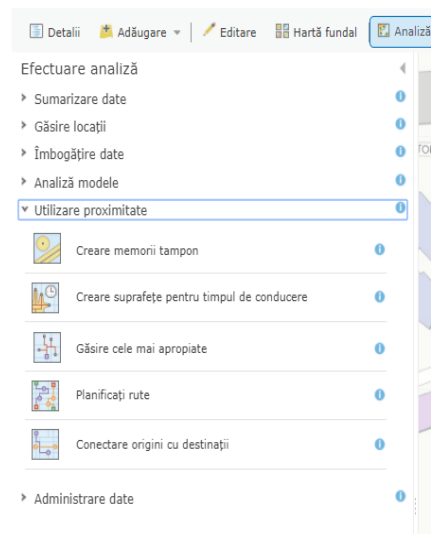 Detalii Adăugare Editare Hartă fundal Analiză
Efectuare analiză
Sumarizare date
Găsire locații
Îmbogățire date
Analiză modele
Utilizare proximitate
Creare memorii tampon
Creare suprafețe pentru timpul de conducere
Găsire cele mai apropiate
Planificați rute
Conectare origini cu destinații
Administrare date